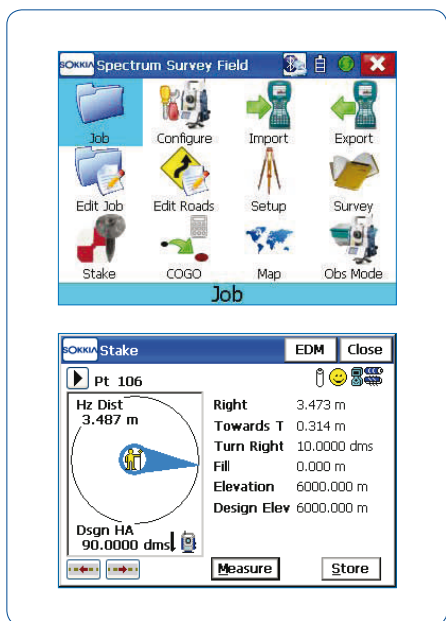 SOKKIA Spectrum Survey Field
Job Configure Import Export
Edit Job Edit Roads Setup Survey
Stake COGO Map Obs Mode
Job
SOKKIA Stake EDM Close
Pt 106
Hz Dist
3.487 m
Dsgn HA
90.0000 dms
Right 3.473 m
Towards T 0.314 m
Turn Right 10.0000 dms
Fill 0.000 m
Elevation 6000.000 m
Design Elev 6000.000 m
Measure Store